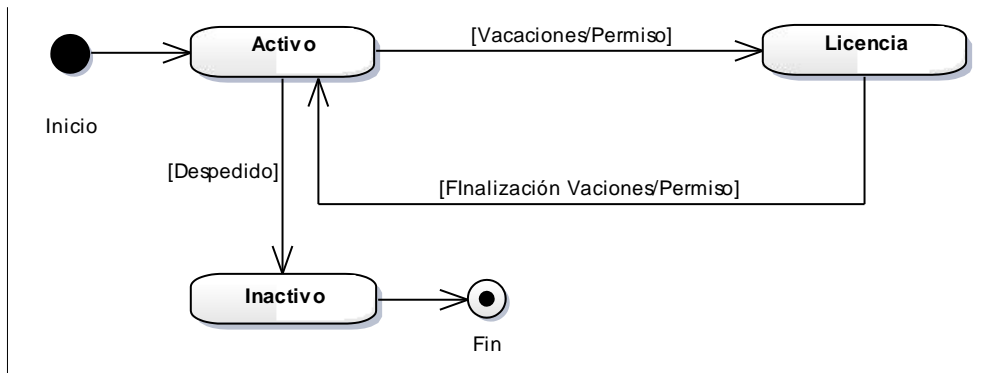 Activo
[Vacaciones/Permiso]
Licencia
Inicio
[Despedido]
[FInalización Vaciones/Permiso]
Inactivo
Fin